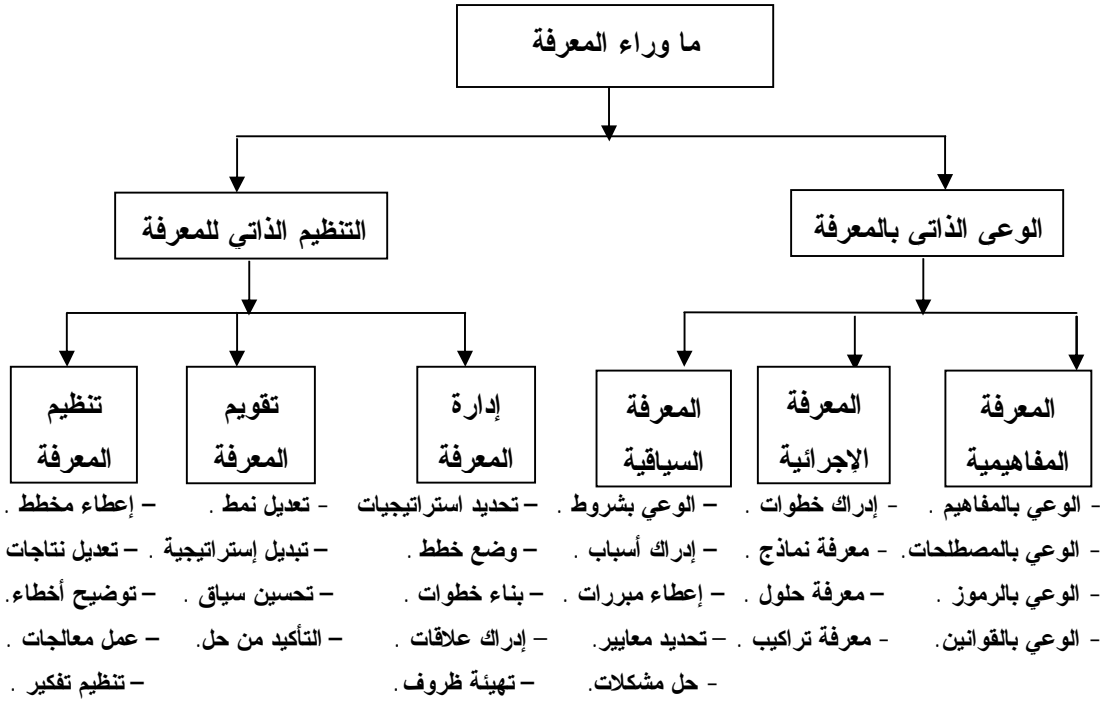 ما وراء المعرفة
الوعى الذاتى بالمعرفة
التنظيم الذاتي للمعرفة
المعرفة
المفاهيمية
المعرفة
الإجرائية
المعرفة
السياقية
إدارة
المعرفة
تقويم
المعرفة
تنظيم
المعرفة
- الوعي بالمفاهيم .
- الوعي بالمصطلحات.
- الوعي بالرموز .
- الوعي بالقوانين.
- إدراك خطوات .
- معرفة نماذج .
– معرفة حلول .
- معرفة تراكيب .
– الوعي بشروط .
– إدراك أسباب .
– إعطاء مبررات .
– تحديد معايير.
- حل مشكلات.
– تحديد استراتيجيات
– وضع خطط.
– بناء خطوات .
– إدراك علاقات .
– تهيئة ظروف.
- تعديل نمط .
– تبديل إستراتيجية .
– تحسين سياق .
– التأكيد من حل.
– إعطاء مخطط .
– تعديل نتاجات
– توضيح أخطاء.
– عمل معالجات .
– تنظيم تفكير .